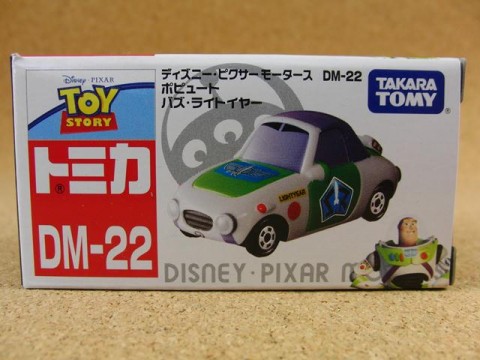 Disney · PIXAR
TOY
STORY
ディズニー・ピクサー モータース DM-22
ポピュート
バズ・ライトイヤー
TAKARA
TOMY
トミカ
®
DM-22
LIGHTYEAR
DISNEY · PIXAR M